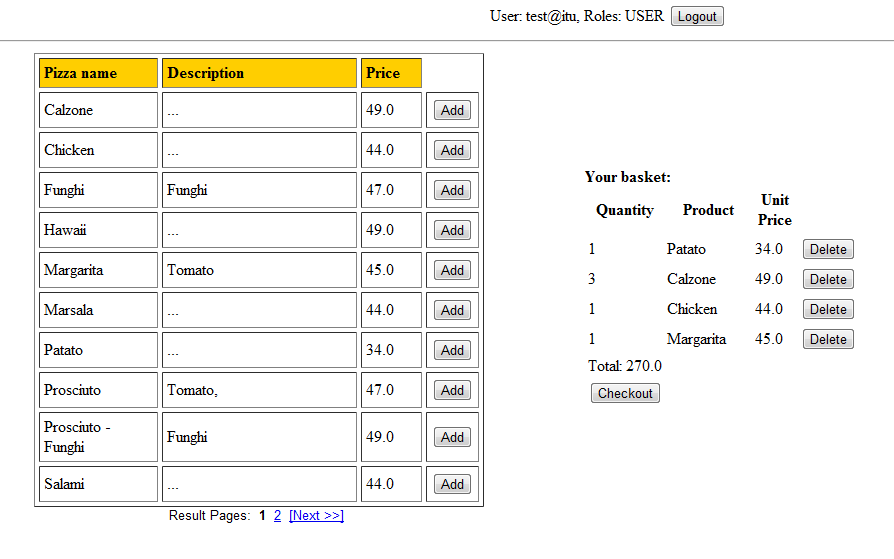 User: test@itu, Roles: USER Logout
Pizza name Description Price
Calzone ... 49.0 Add
Chicken ... 44.0 Add
Funghi Funghi 47.0 Add
Hawaii ... 49.0 Add
Margarita Tomato 45.0 Add
Marsala ... 44.0 Add
Patato ... 34.0 Add
Prosciuto Tomato, 47.0 Add
Prosciuto -
Funghi Funghi 49.0 Add
Salami ... 44.0 Add
Result Pages: 1 2 [Next >>]
Your basket:
Quantity Product Unit
Price
1 Patato 34.0 Delete
3 Calzone 49.0 Delete
1 Chicken 44.0 Delete
1 Margarita 45.0 Delete
Total: 270.0
Checkout